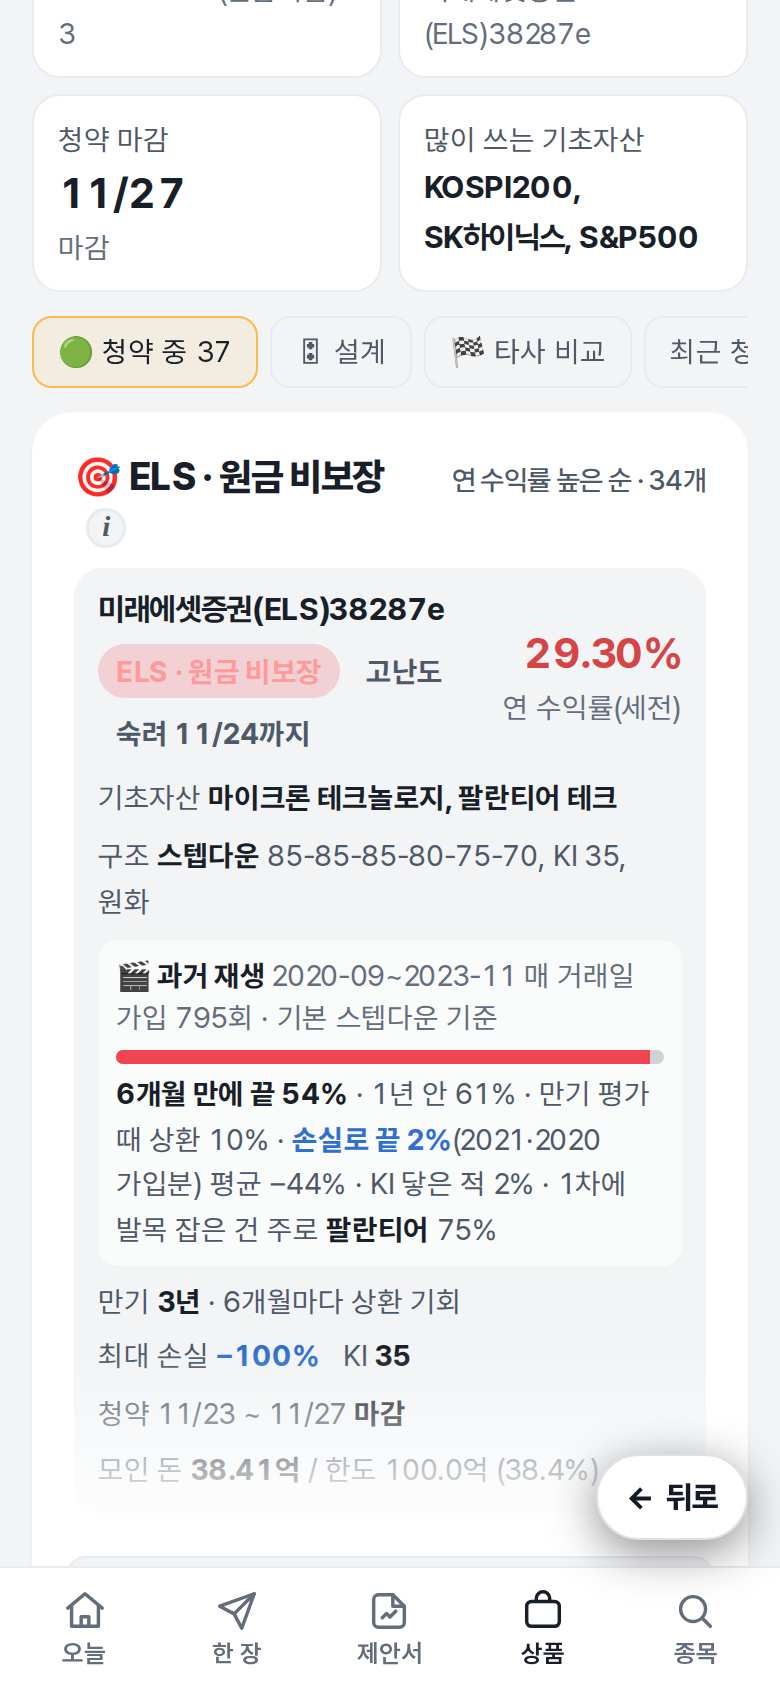 3
(ELS)38287e
청약 마감
11/27
마감
많이 쓰는 기초자산
KOSPI200,
SK하이닉스, S&P500
청약 중 37
설계
타사 비교
최근 청
ELS · 원금 비보장
연 수익률 높은 순 · 34개
i
미래에셋증권(ELS)38287e
ELS · 원금 비보장
고난도
숙려 11/24까지
29.30%
연 수익률(세전)
기초자산 마이크론 테크놀로지, 팔란티어 테크
구조 스텝다운 85-85-85-80-75-70, KI 35,
원화
과거 재생 2020-09~2023-11 매 거래일
가입 795회 · 기본 스텝다운 기준
6개월 만에 끝 54% · 1년 안 61% · 만기 평가
때 상환 10% · 손실로 끝 2%(2021·2020
가입분) 평균 −44% · KI 닿은 적 2% · 1차에
발목 잡은 건 주로 팔란티어 75%
만기 3년 · 6개월마다 상환 기회
최대 손실 −100% KI 35
청약 11/23 ~ 11/27 마감
모인 돈 38.41억 / 한도 100.0억 (38.4%)
← 뒤로
오늘
한 장
제안서
상품
종목